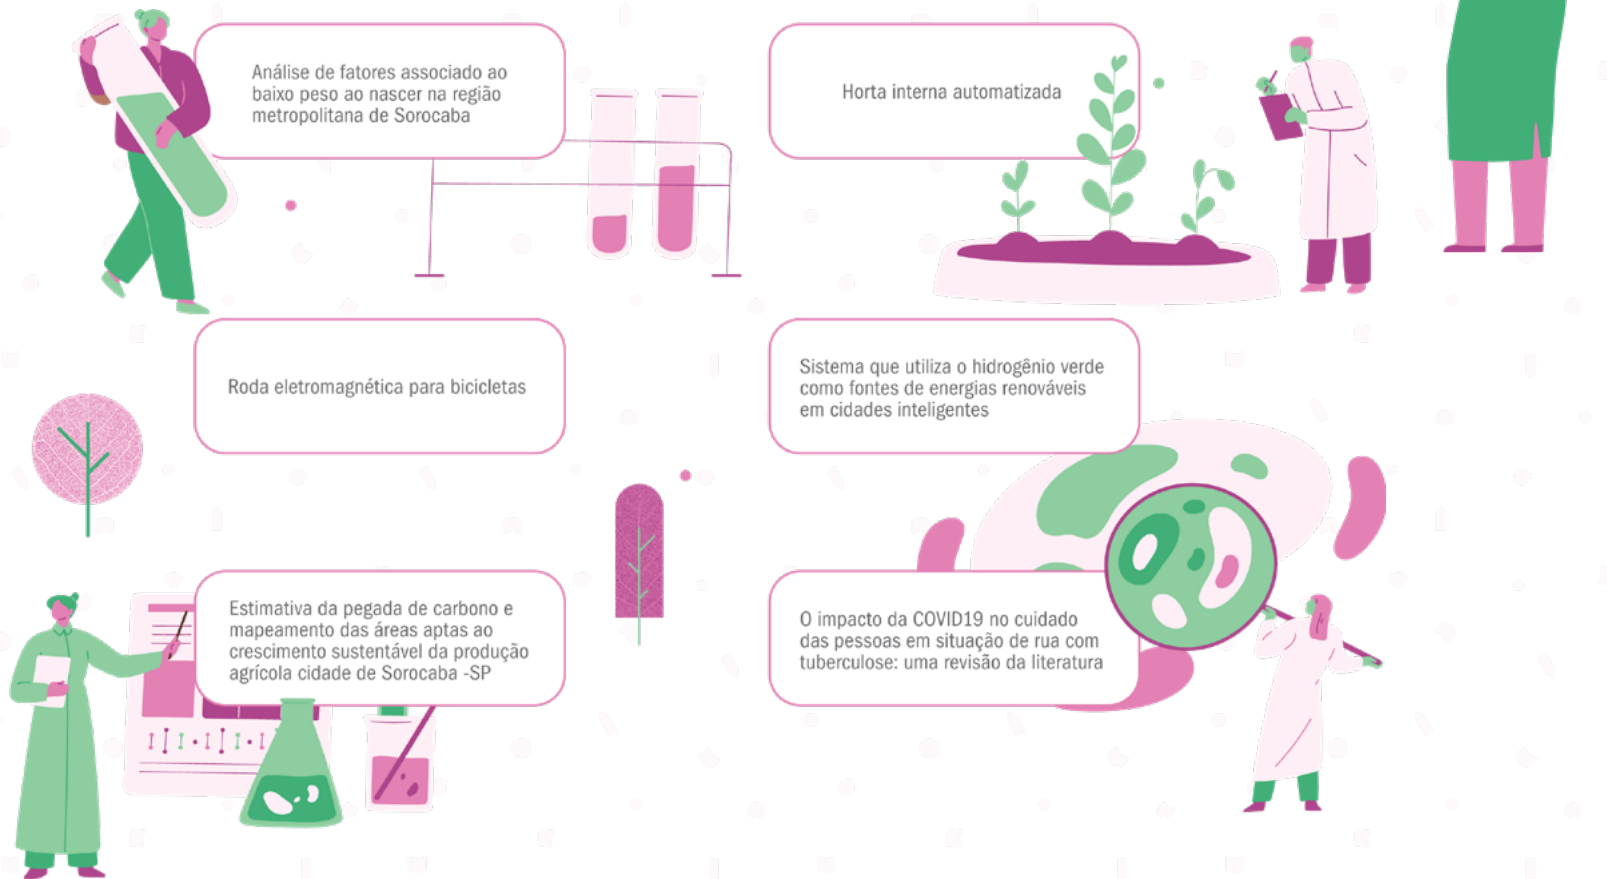 Análise de fatores associado ao
baixo peso ao nascer na região
metropolitana de Sorocaba
Horta interna automatizada
Roda eletromagnética para bicicletas
Sistema que utiliza o hidrogênio verde
como fontes de energias renováveis
em cidades inteligentes
Estimativa da pegada de carbono e
mapeamento das áreas aptas ao
crescimento sustentável da produção
agrícola cidade de Sorocaba -SP
O impacto da COVID19 no cuidado
das pessoas em situação de rua com
tuberculose: uma revisão da literatura